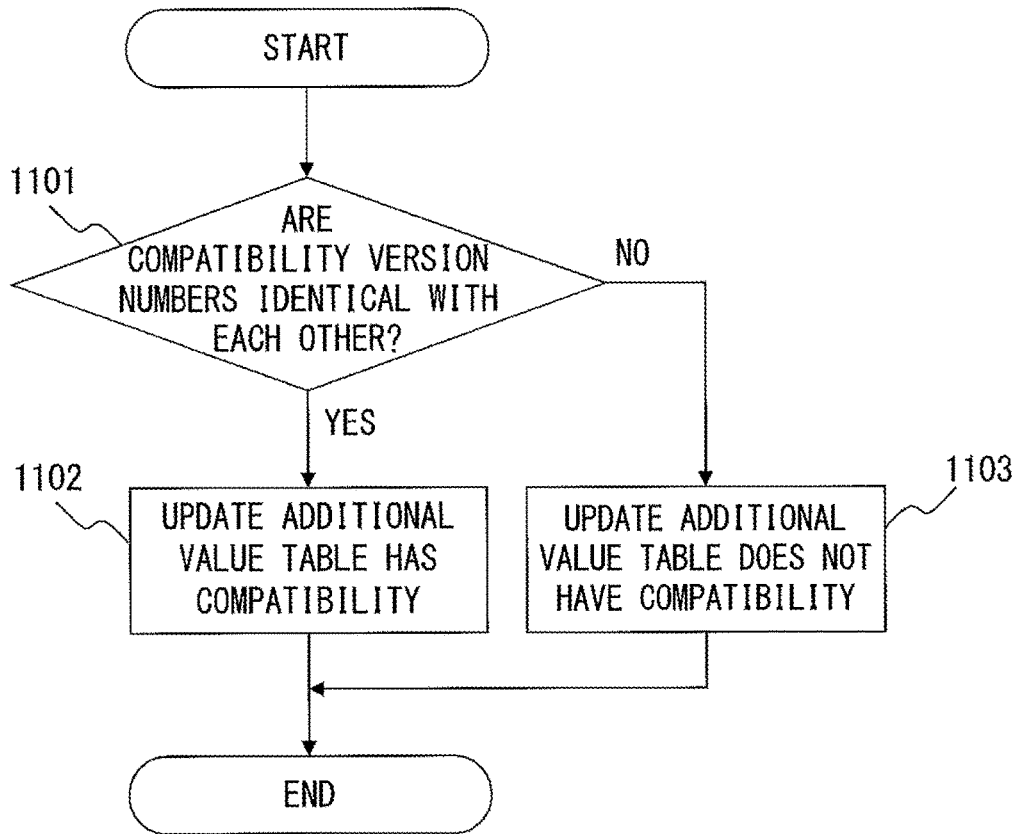 START
1101
ARE
COMPATIBILITY VERSION
NUMBERS IDENTICAL WITH
EACH OTHER?
NO
YES
1102
UPDATE ADDITIONAL
VALUE TABLE HAS
COMPATIBILITY
1103
UPDATE ADDITIONAL
VALUE TABLE DOES NOT
HAVE COMPATIBILITY
END